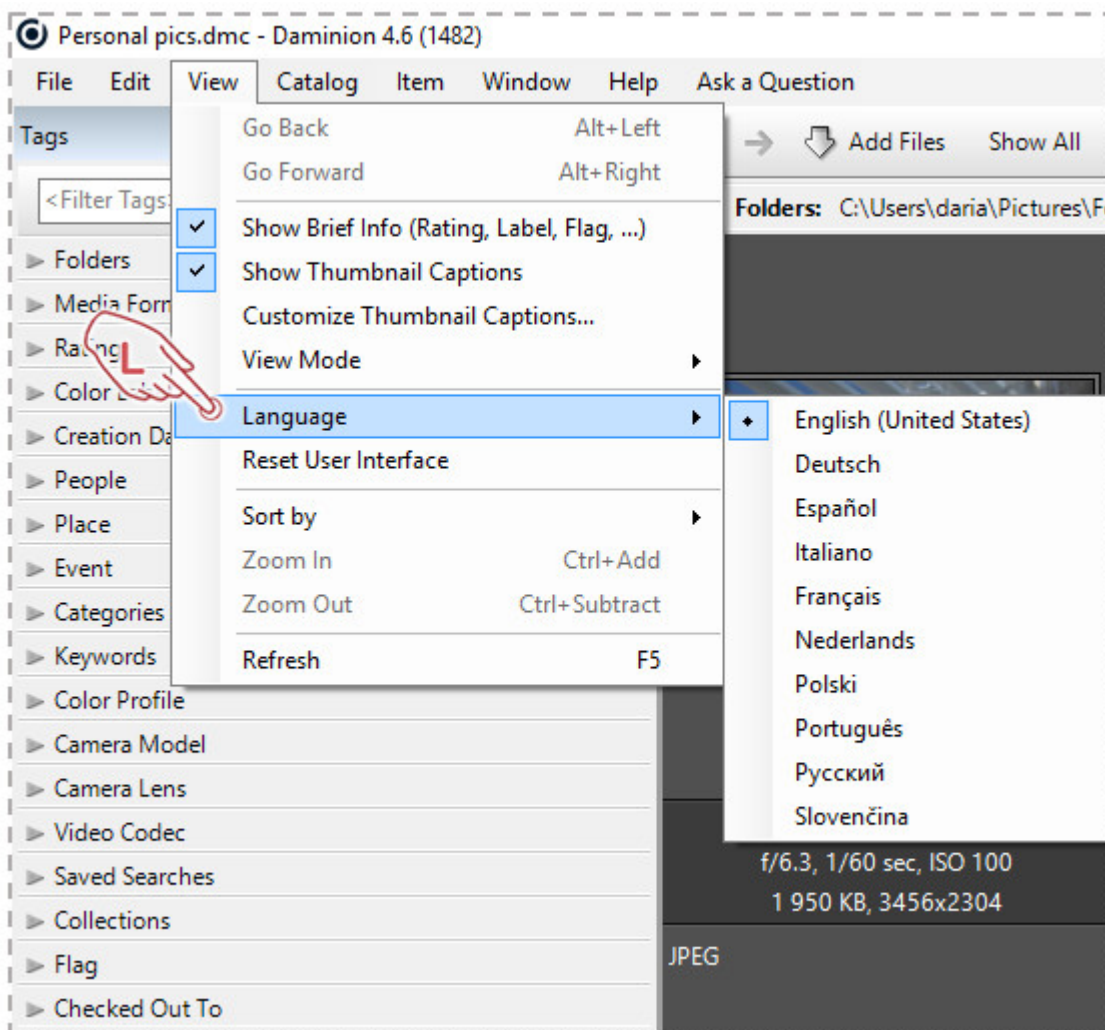 Personal pics.dmc - Daminion 4.6 (1482)
File Edit View Catalog Item Window Help Ask a Question
Tags
<Filter Tags
Folders
Media Form
Rating
Color
Creation Da
People
Place
Event
Categories
Keywords
Color Profile
Camera Model
Camera Lens
Video Codec
Saved Searches
Collections
Flag
Checked Out To
Go Back Alt+Left
Go Forward Alt+Right
Show Brief Info (Rating, Label, Flag, ...)
Show Thumbnail Captions
Customize Thumbnail Captions...
View Mode
Language
Reset User Interface
Sort by
Zoom In Ctrl+Add
Zoom Out Ctrl+Subtract
Refresh F5
L
Add Files Show All
Folders: C:\Users\daria\Pictures\F
English (United States)
Deutsch
Español
Italiano
Français
Nederlands
Polski
Português
Русский
Slovenčina
f/6.3, 1/60 sec, ISO 100
1 950 KB, 3456x2304
JPEG